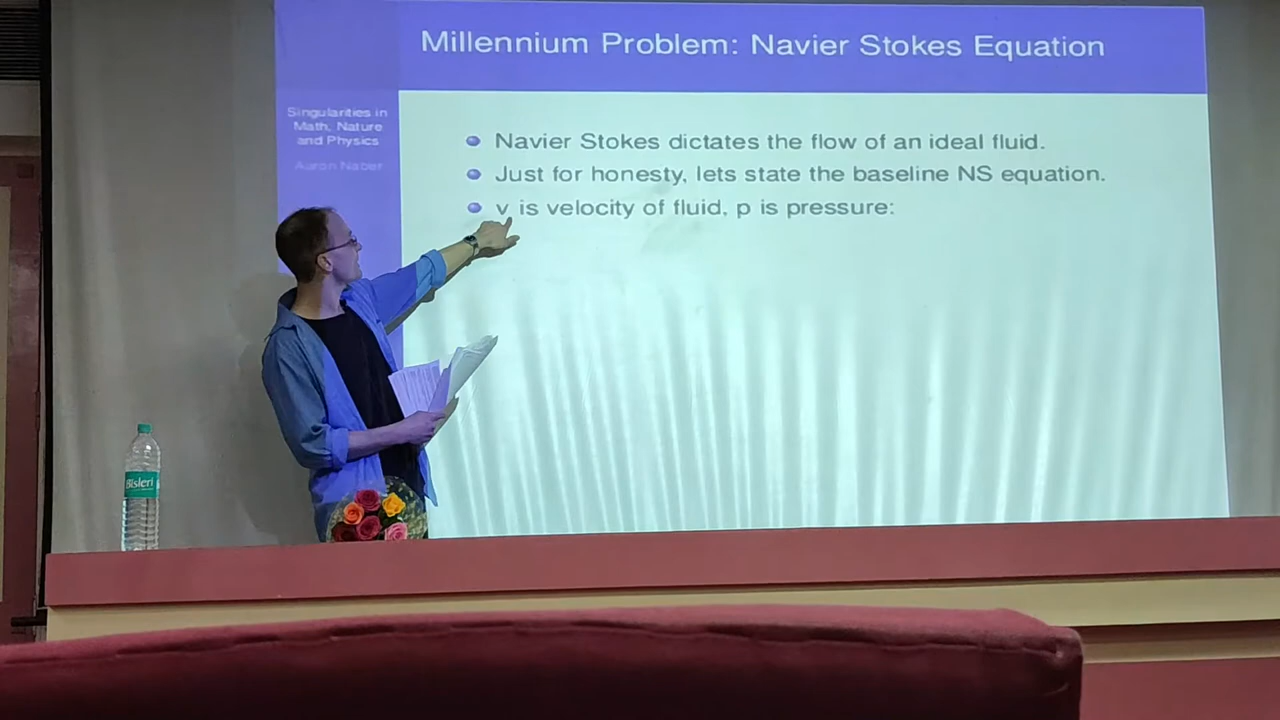 Millennium Problem: Navier Stokes Equation
Singularities in
Math, Nature
and Physics
Aaron Naber
Navier Stokes dictates the flow of an ideal fluid.
Just for honesty, lets state the baseline NS equation.
v is velocity of fluid, p is pressure:
Bisleri